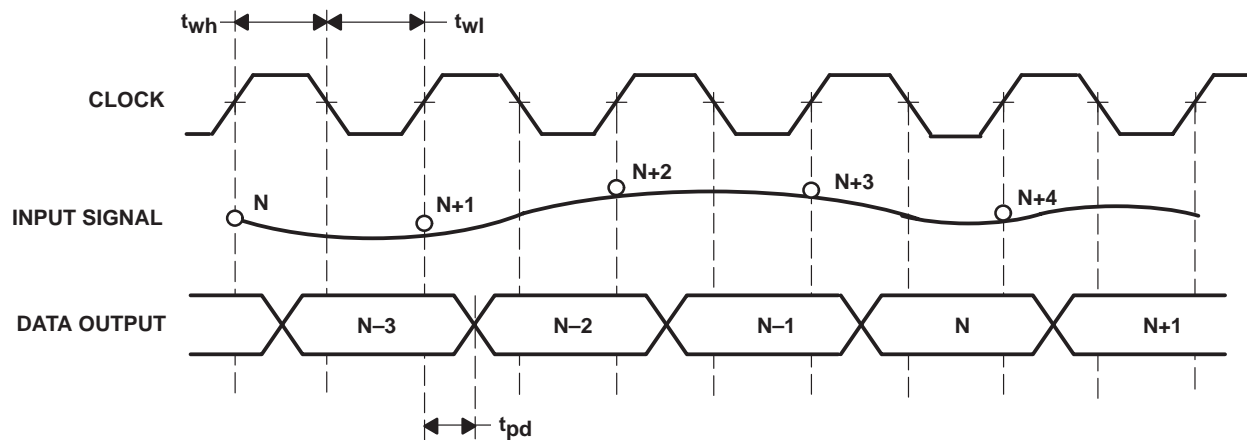 twh twl
CLOCK
N N+1 N+2 N+3 N+4
INPUT SIGNAL
DATA OUTPUT N–3 N–2 N–1 N N+1
tpd